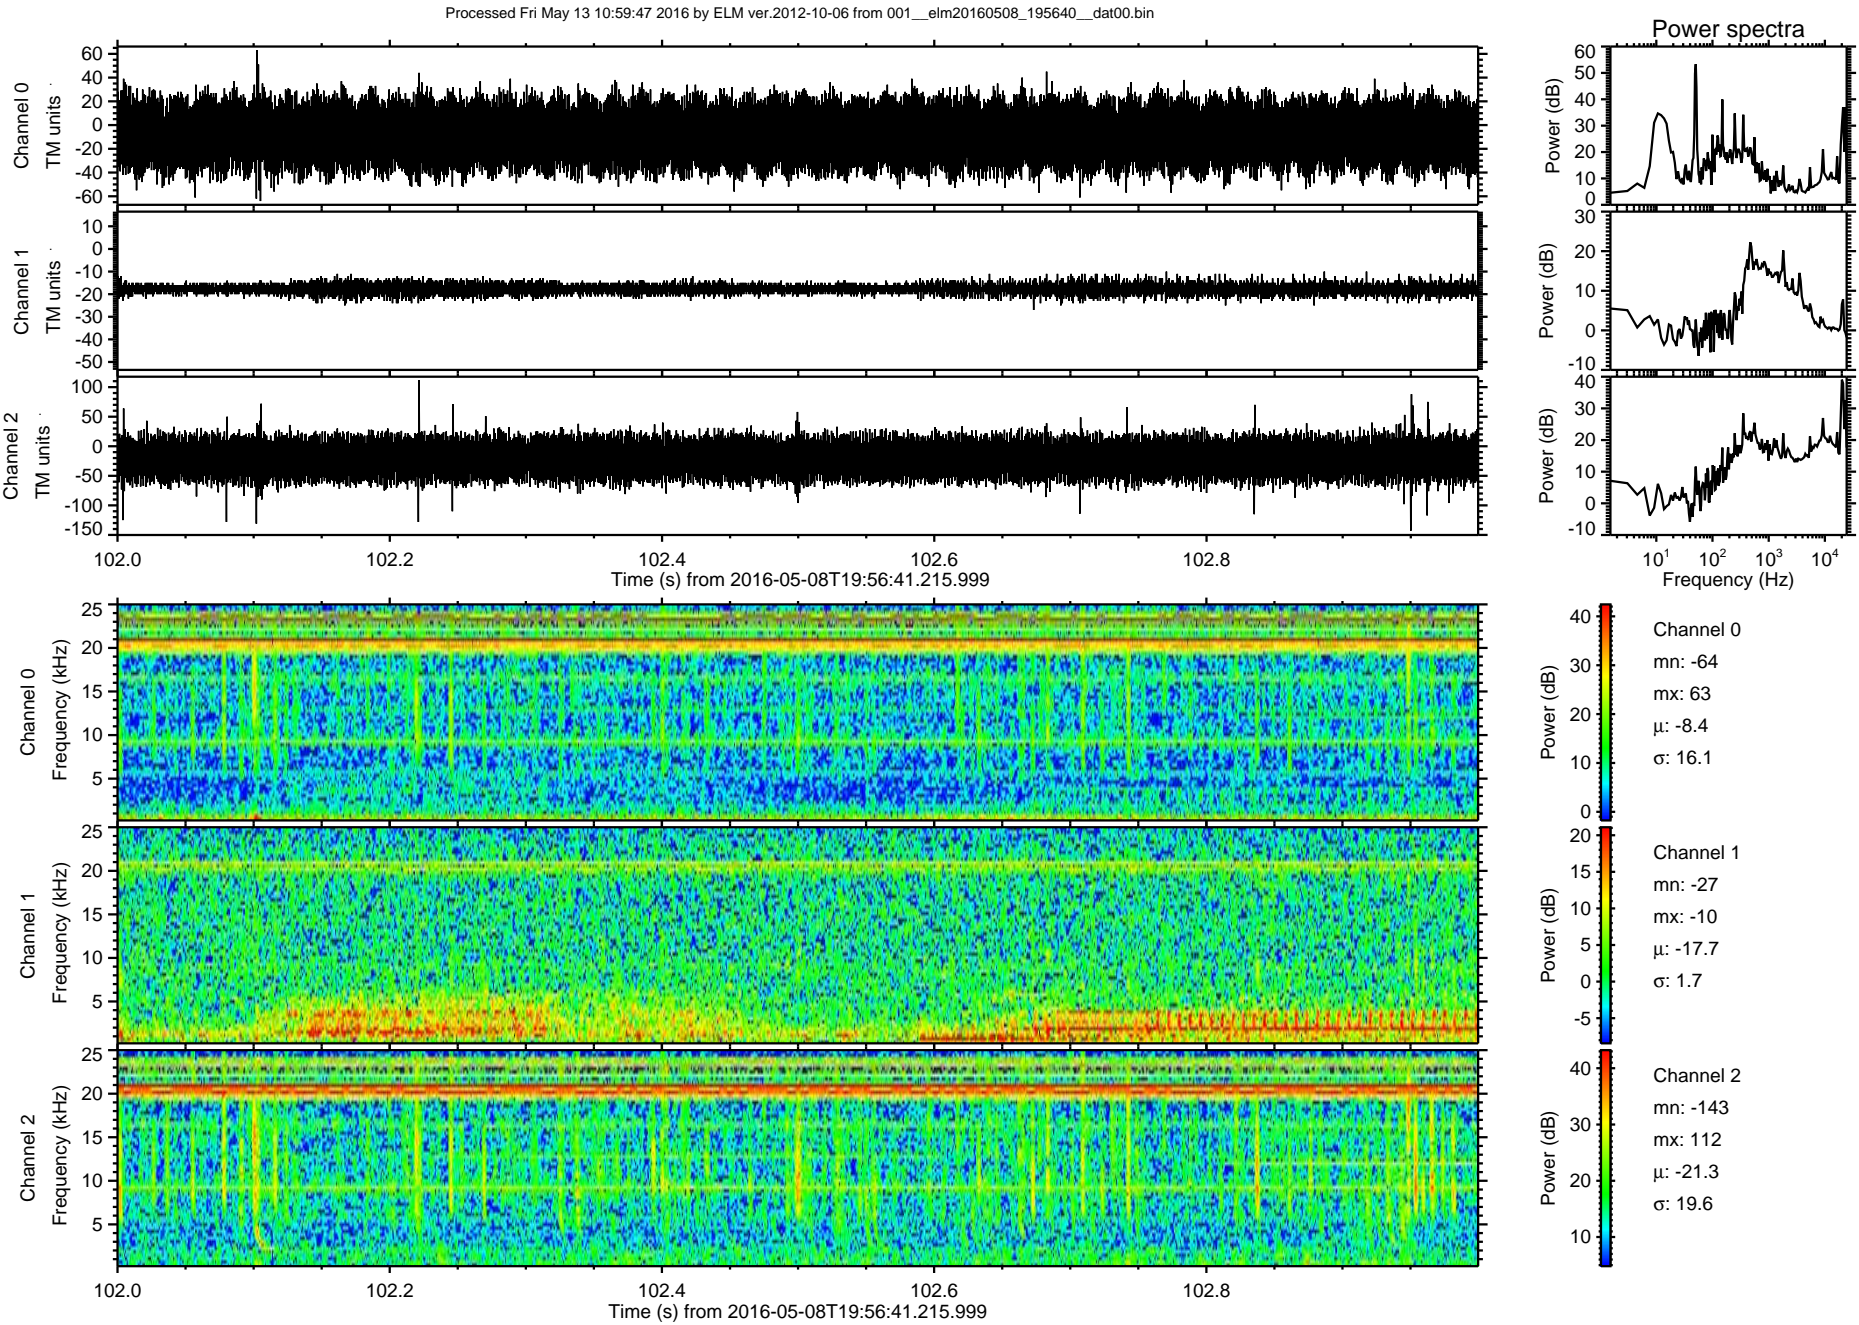 Processed Fri May 13 10:59:47 2016 by ELM ver.2012-10-06 from 001__elm20160508_195640__dat00.bin
Power spectra
Channel 0
TM units
60
40
20
0
-20
-40
-60
Power (dB)
60
50
40
30
20
10
0
Channel 1
TM units
10
0
-10
-20
-30
-40
-50
Power (dB)
30
20
10
0
-10
Channel 2
TM units
100
50
0
-50
-100
-150
Power (dB)
40
30
20
10
0
-10
102.0 102.2 102.4 102.6 102.8
Time (s) from 2016-05-08T19:56:41.215.999
10¹ 10² 10³ 10⁴
Frequency (Hz)
Channel 0
Frequency (kHz)
25
20
15
10
5
Power (dB)
40
30
20
10
0
Channel 0
mn: -64
mx: 63
µ: -8.4
σ: 16.1
Channel 1
Frequency (kHz)
25
20
15
10
5
Power (dB)
20
15
10
5
0
-5
Channel 1
mn: -27
mx: -10
µ: -17.7
σ: 1.7
Channel 2
Frequency (kHz)
25
20
15
10
5
Power (dB)
40
30
20
10
Channel 2
mn: -143
mx: 112
µ: -21.3
σ: 19.6
102.0 102.2 102.4 102.6 102.8
Time (s) from 2016-05-08T19:56:41.215.999